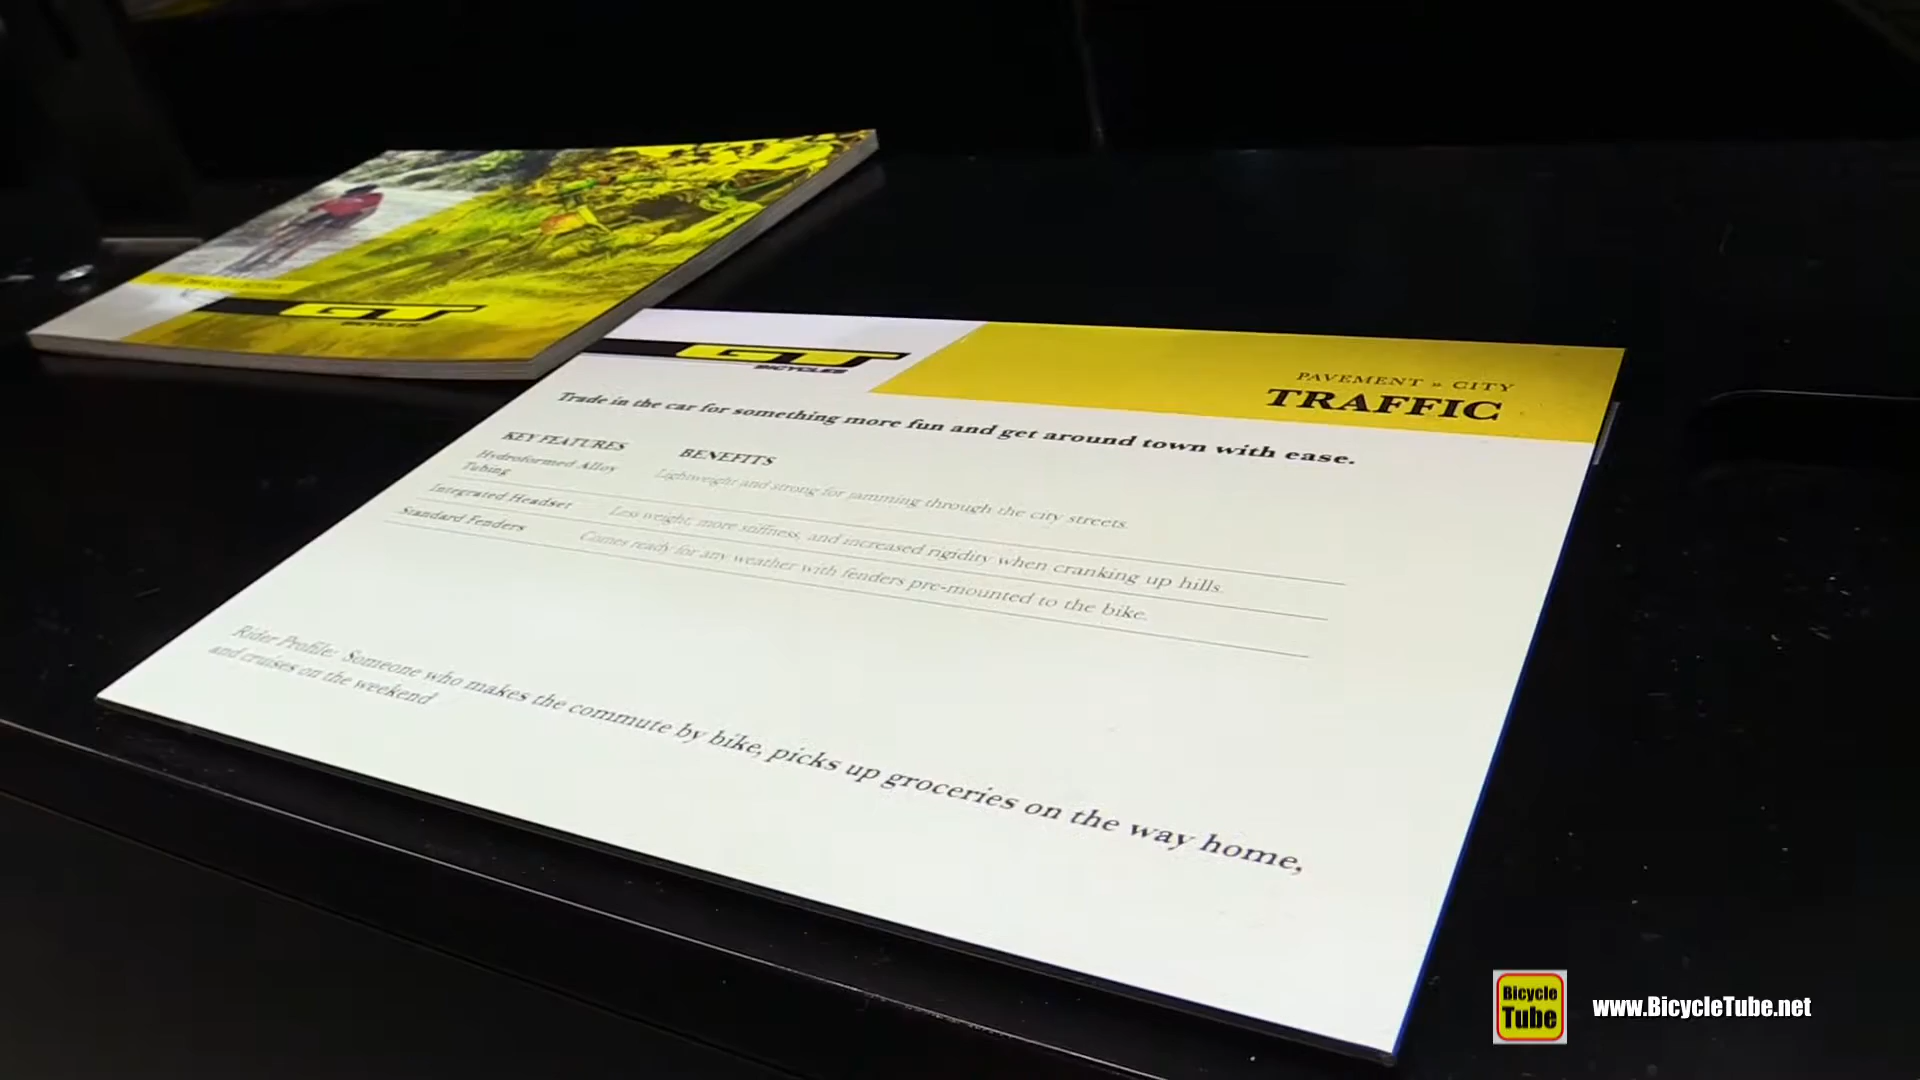 GT
BICYCLES
GT
BICYCLES
PAVEMENT » CITY
TRAFFIC
Trade in the car for something more fun and get around town with ease.
KEY FEATURES
BENEFITS
Hydroformed Alloy
Tubing
Lightweight and strong for jamming through the city streets.
Integrated Headset
Less weight, more stiffness, and increased rigidity when cranking up hills.
Standard Fenders
Comes ready for any weather with fenders pre-mounted to the bike.
Rider Profile: Someone who makes the commute by bike, picks up groceries on the way home,
and cruises on the weekend
Bicycle
Tube
www.BicycleTube.net